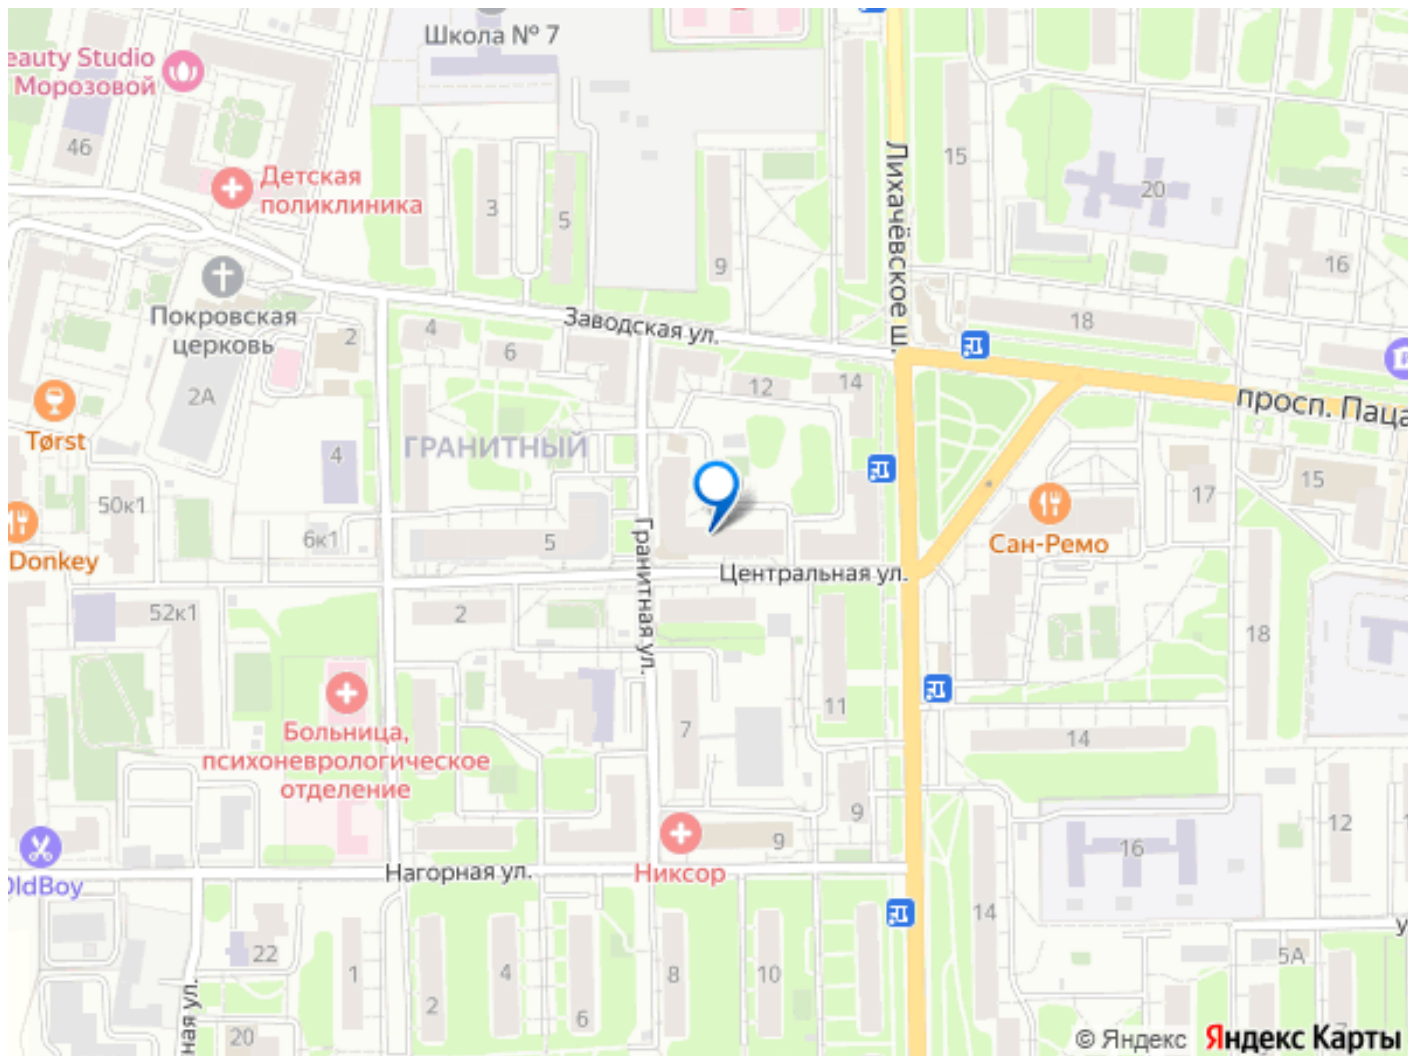 Школа № 7
eauty Studio
Морозовой
46
Детская
поликлиника
3
5
9
15
20
16
Лихачёвское ш.
Покровская
церковь
2
4
6
Заводская ул.
18
12
14
просп. Паца
2А
Tørst
4
ГРАНИТНЫЙ
50к1
6к1
5
Donkey
17
15
Сан-Ремо
Гранитная ул.
Центральная ул.
52к1
2
18
7
11
14
Больница,
психоневрологическое
отделение
9
9
16
12
1
OldBoy
Нагорная ул.
Никсор
22
1
2
4
6
8
10
14
5А
у
20
ная ул.
© Яндекс Яндекс Карты